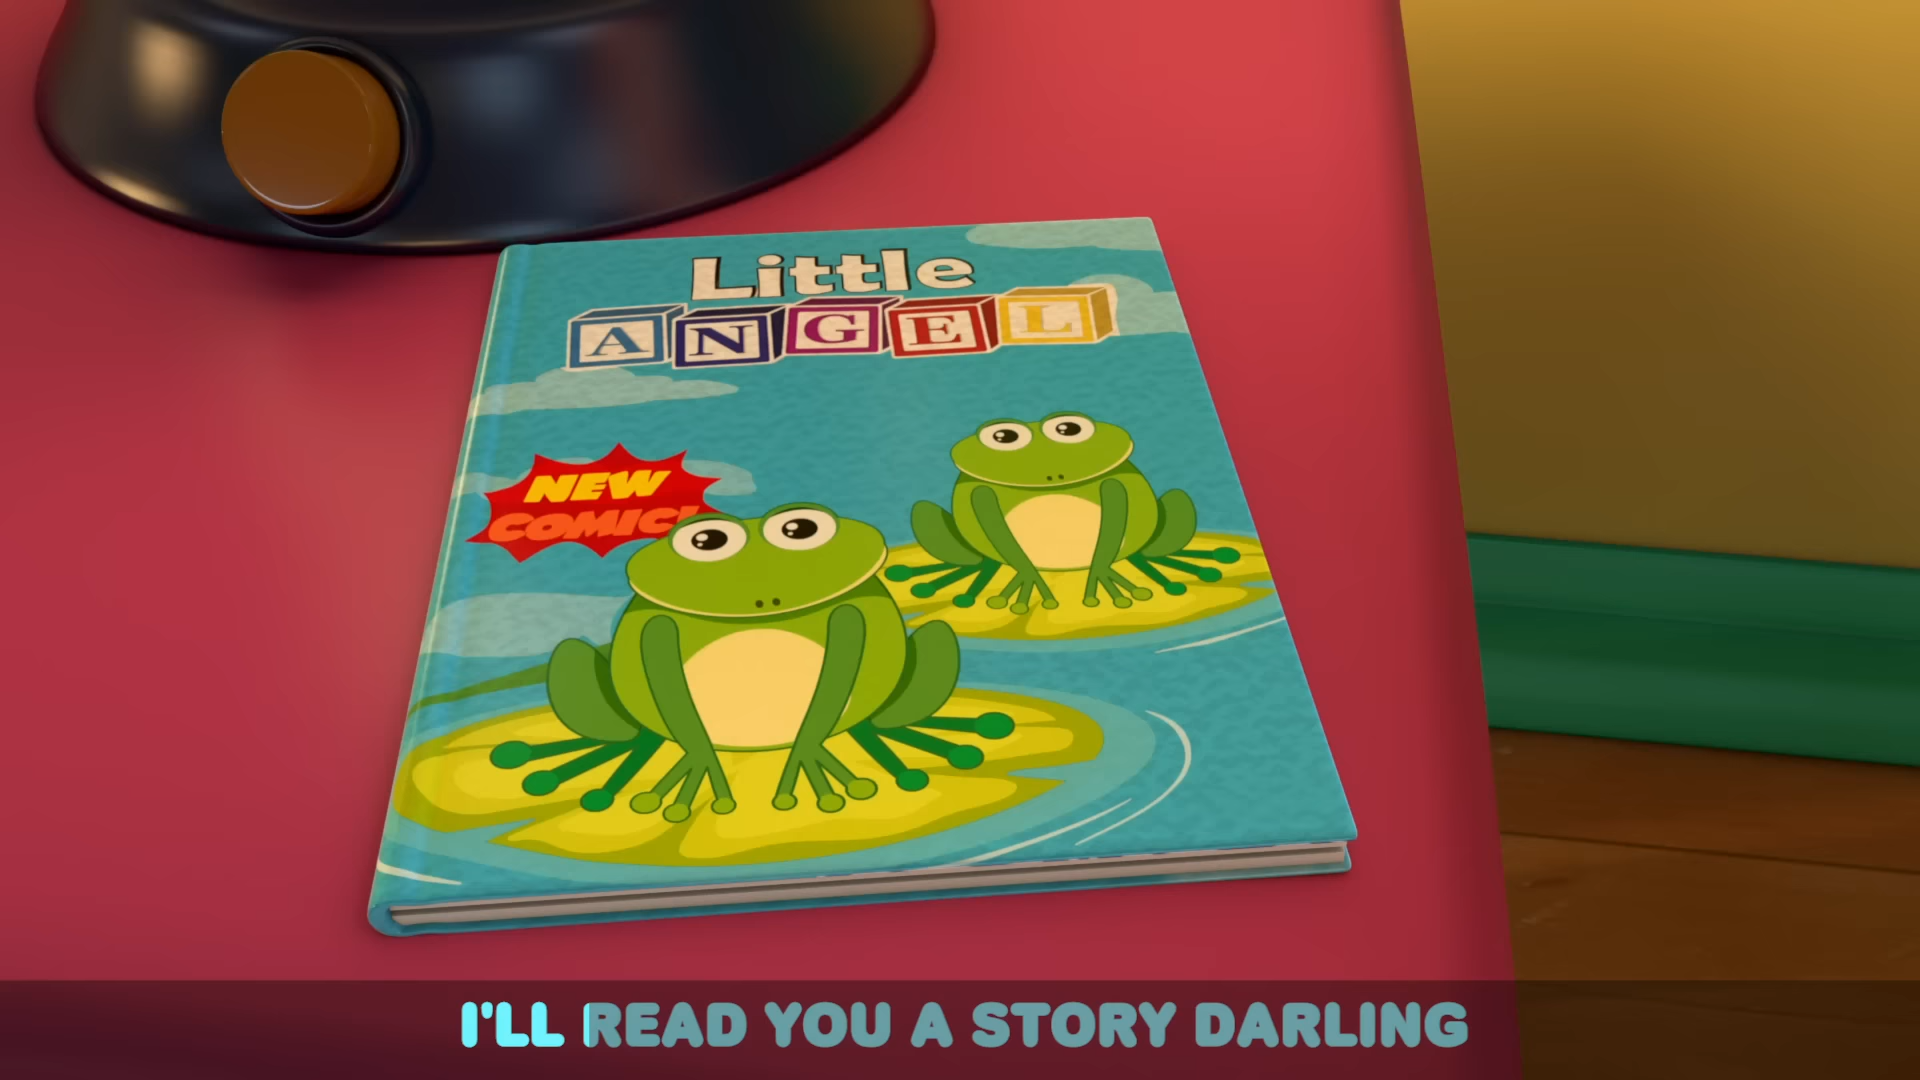 Little
ANGEL
NEW
COMIC!
I'LL READ YOU A STORY DARLING